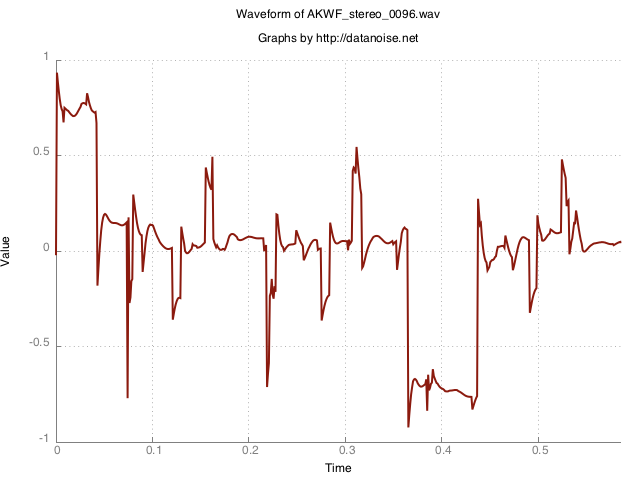 Waveform of AKWF_stereo_0096.wav
Graphs by http://datanoise.net
1
0.5
0
-0.5
-1
Value
0 0.1 0.2 0.3 0.4 0.5
Time